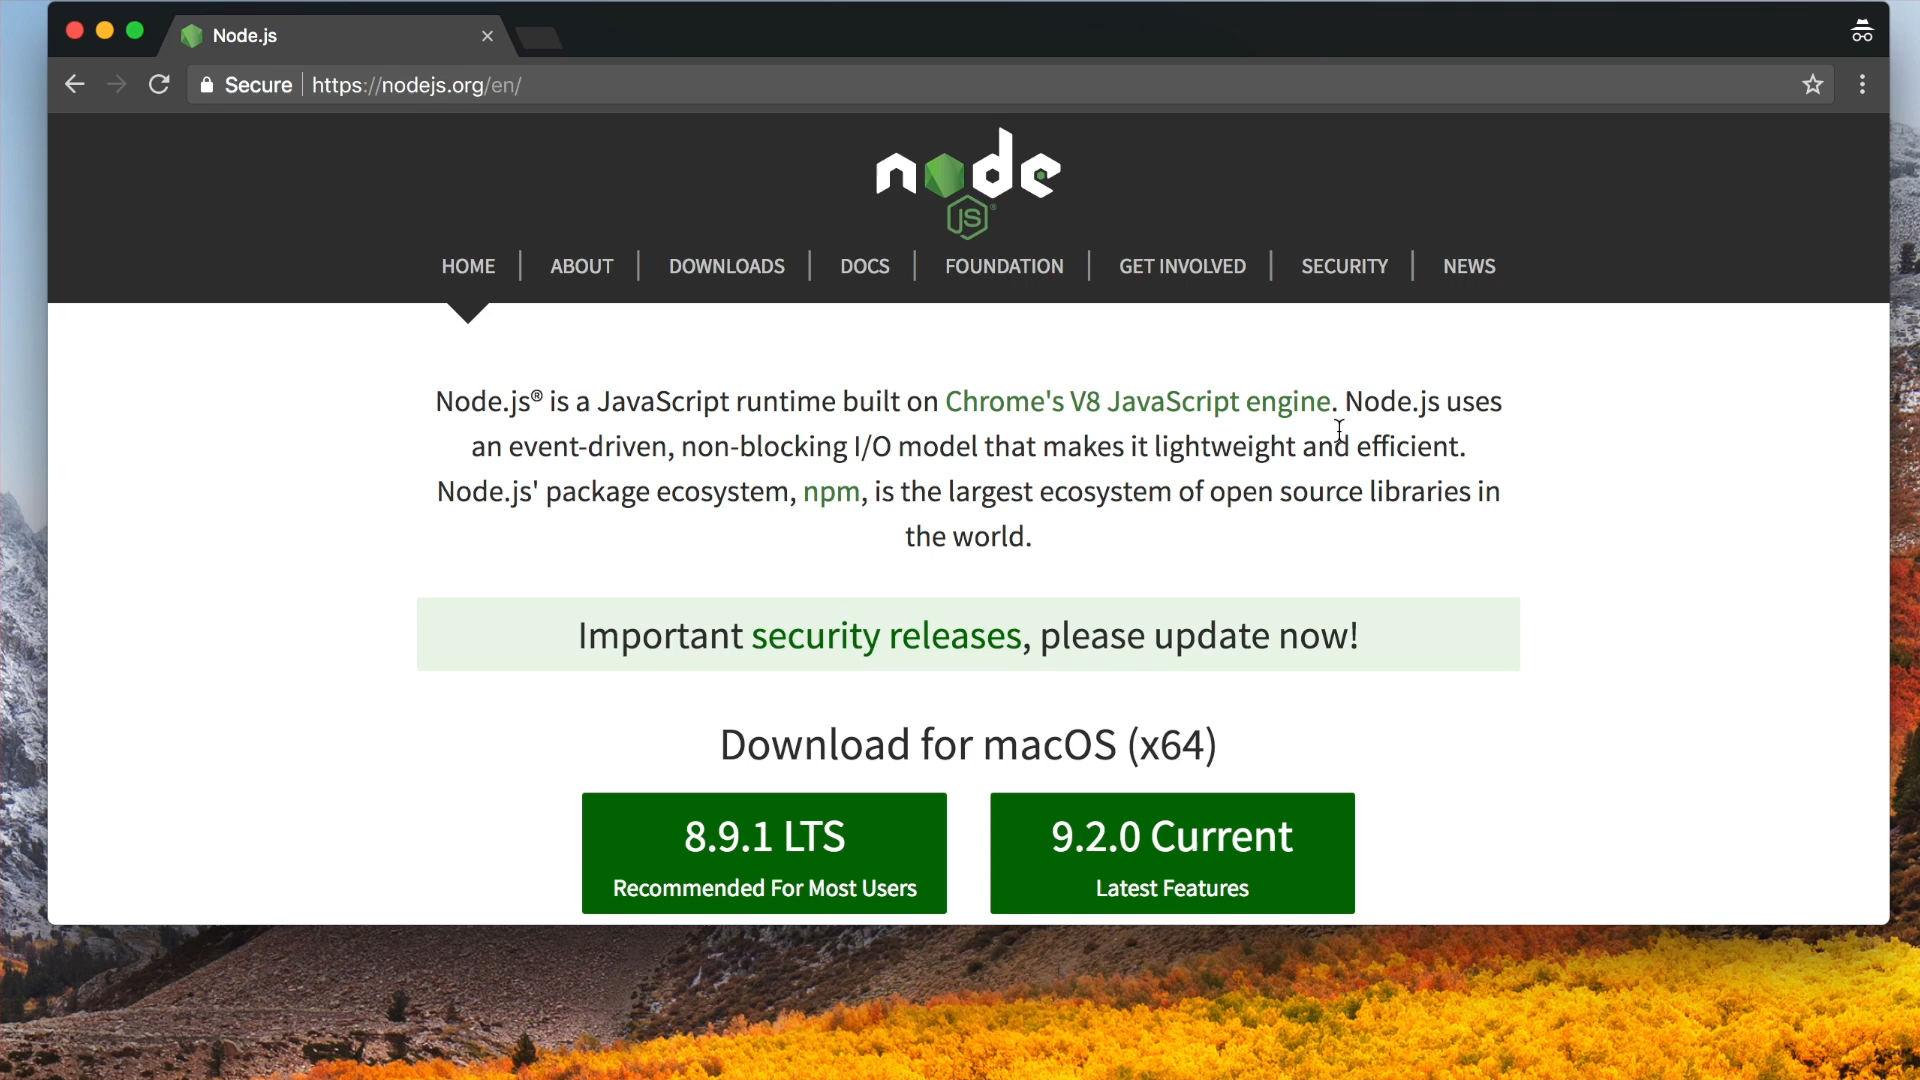 Node.js
Secure https://nodejs.org/en/
node
JS®
HOME ABOUT DOWNLOADS DOCS FOUNDATION GET INVOLVED SECURITY NEWS
Node.js® is a JavaScript runtime built on Chrome's V8 JavaScript engine. Node.js uses
an event-driven, non-blocking I/O model that makes it lightweight and efficient.
Node.js' package ecosystem, npm, is the largest ecosystem of open source libraries in
the world.
Important security releases, please update now!
Download for macOS (x64)
8.9.1 LTS
Recommended For Most Users
9.2.0 Current
Latest Features